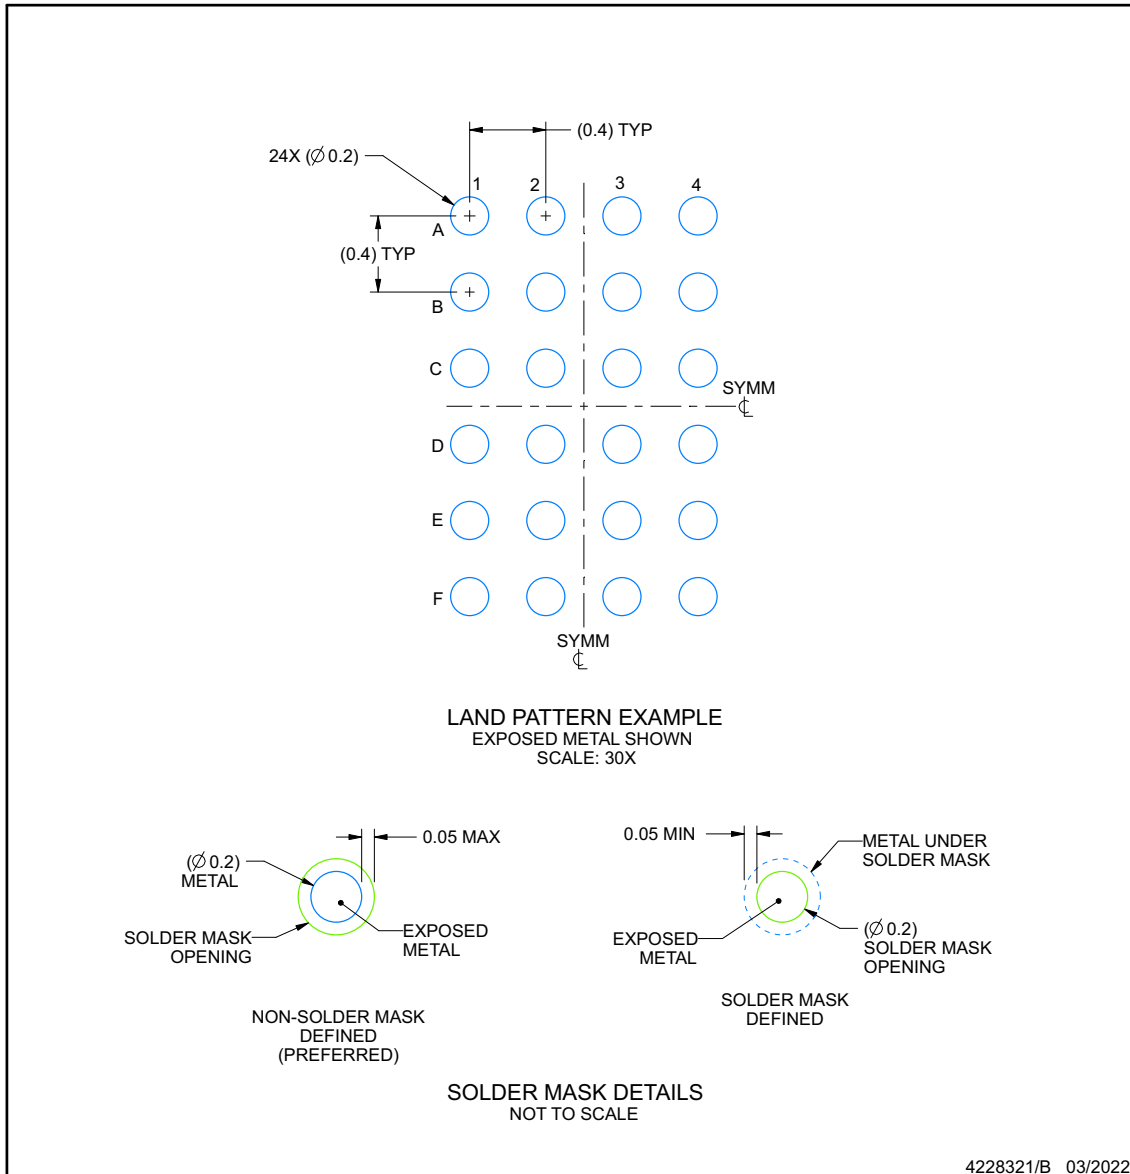 (0.4) TYP
24X (∅ 0.2)
1
2
3
4
A
(0.4) TYP
B
C
SYMM
D
E
F
SYMM
LAND PATTERN EXAMPLE
EXPOSED METAL SHOWN
SCALE: 30X
0.05 MAX
(∅ 0.2)
METAL
SOLDER MASK
OPENING
EXPOSED
METAL
NON-SOLDER MASK
DEFINED
(PREFERRED)
0.05 MIN
METAL UNDER
SOLDER MASK
EXPOSED
METAL
(∅ 0.2)
SOLDER MASK
OPENING
SOLDER MASK
DEFINED
SOLDER MASK DETAILS
NOT TO SCALE
4228321/B 03/2022